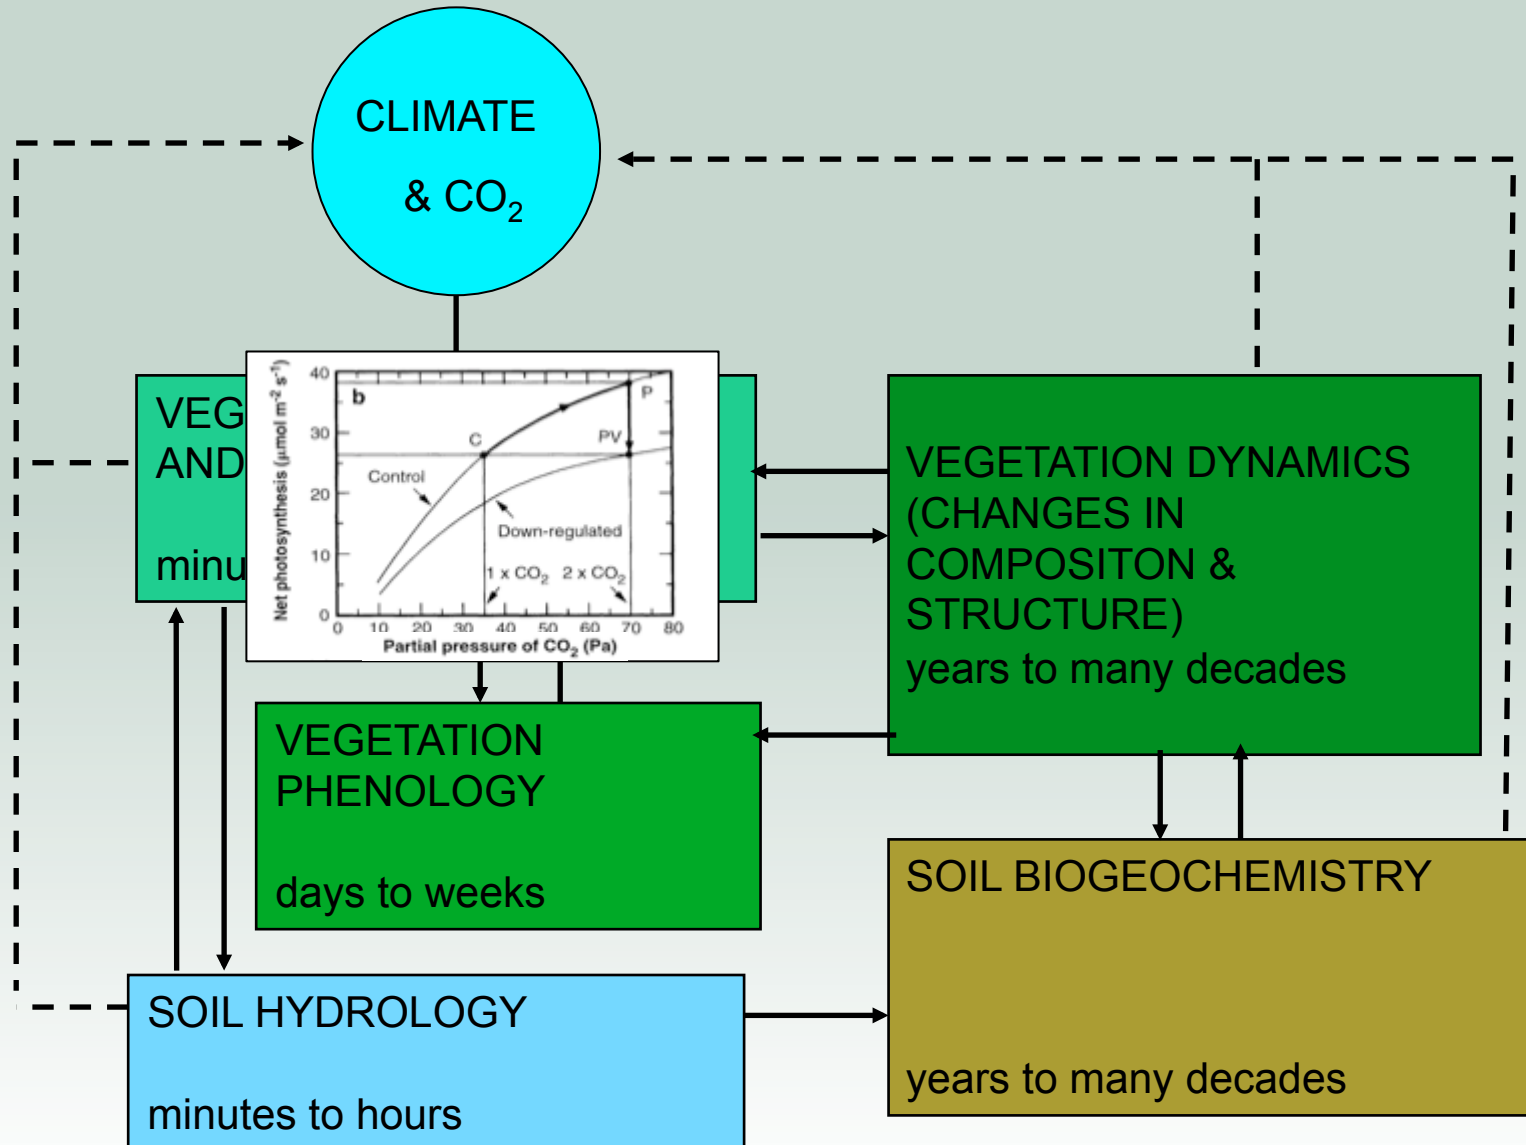 CLIMATE
& CO₂
VEG
AND
minu
Net photosynthesis (μmol m⁻² s⁻¹)
40
30
20
10
0
b
P
C
PV
Control
Down-regulated
1 x CO₂ 2 x CO₂
0 10 20 30 40 50 60 70 80
Partial pressure of CO₂ (Pa)
VEGETATION DYNAMICS
(CHANGES IN
COMPOSITON &
STRUCTURE)
years to many decades
VEGETATION
PHENOLOGY
days to weeks
SOIL BIOGEOCHEMISTRY
years to many decades
SOIL HYDROLOGY
minutes to hours